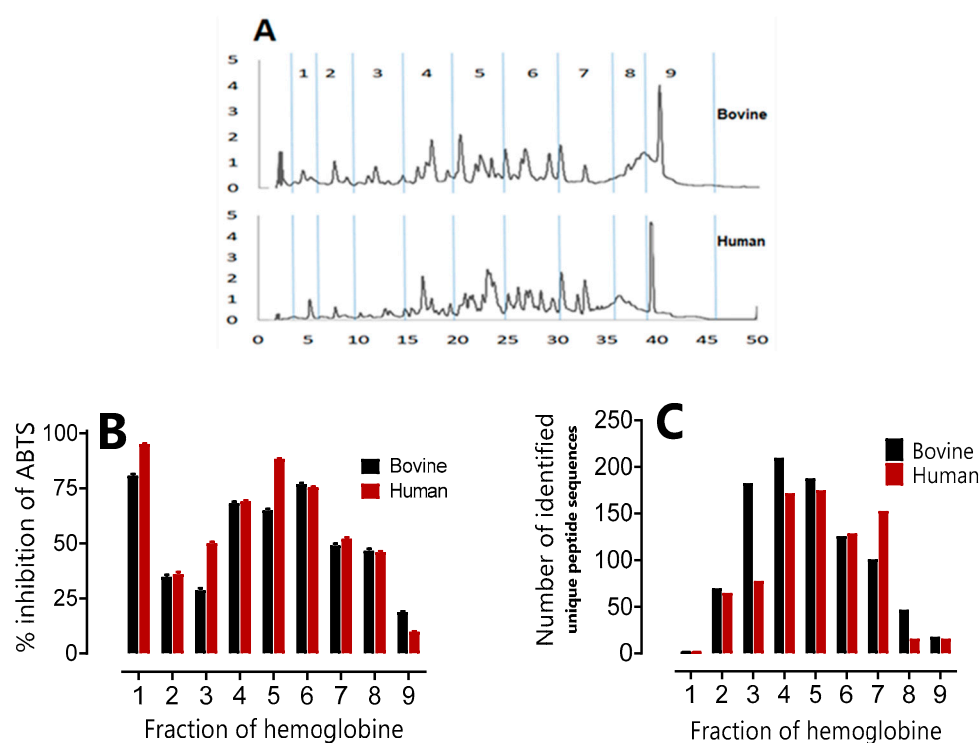 A
5
1 2 3 4 5 6 7 8 9
4
Bovine
3
2
1
0
5
4
Human
3
2
1
0
0 5 10 15 20 25 30 35 40 45 50
B
100
75
50
25
0
% inhibition of ABTS
Bovine
Human
1 2 3 4 5 6 7 8 9
Fraction of hemoglobine
C
250
200
150
100
50
0
Number of identified
unique peptide sequences
Bovine
Human
1 2 3 4 5 6 7 8 9
Fraction of hemoglobine